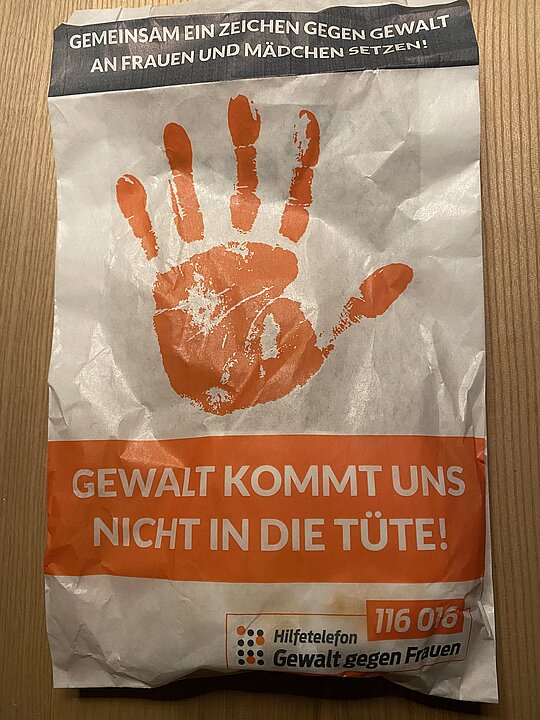 GEMEINSAM EIN ZEICHEN GEGEN GEWALT
AN FRAUEN UND MÄDCHEN SETZEN!
GEWALT KOMMT UNS
NICHT IN DIE TÜTE!
116 016
Hilfetelefon
Gewalt gegen Frauen